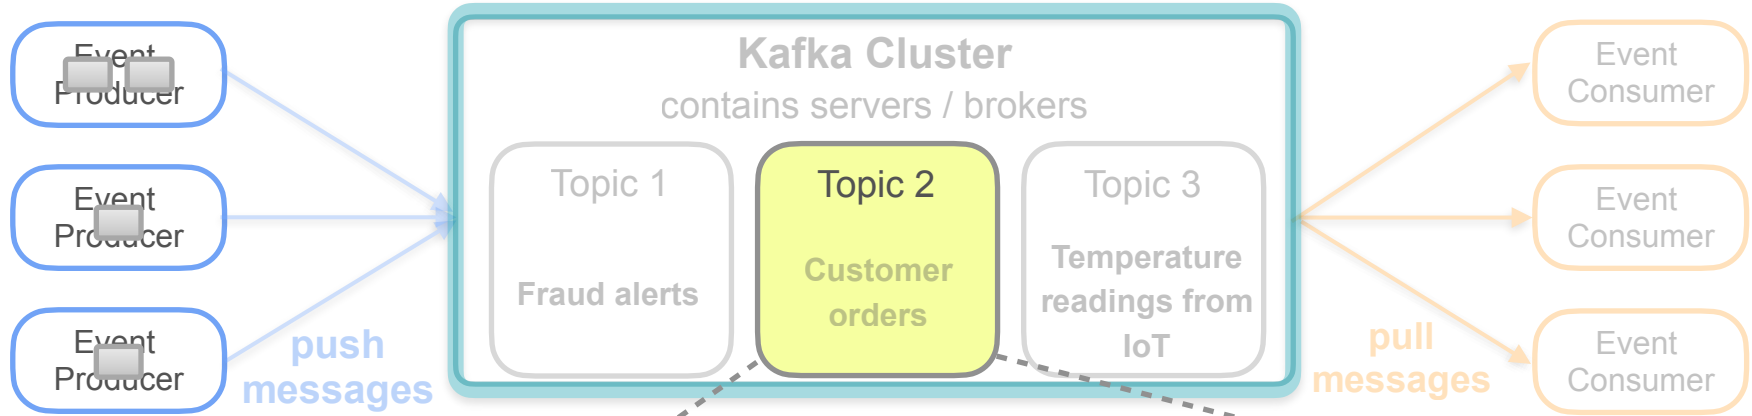 Event
Producer
Event
Producer
Event
Producer
push
messages
Kafka Cluster
contains servers / brokers
Topic 1
Fraud alerts
Topic 2
Customer
orders
Topic 3
Temperature
readings from
IoT
pull
messages
Event
Consumer
Event
Consumer
Event
Consumer